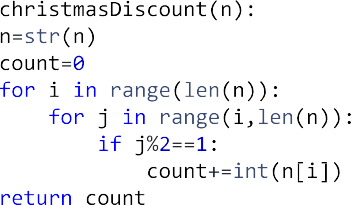 christmasDiscount(n):
n=str(n)
count=0
for i in range(len(n)):
    for j in range(i,len(n)):
        if j%2==1:
            count+=int(n[i])
return count